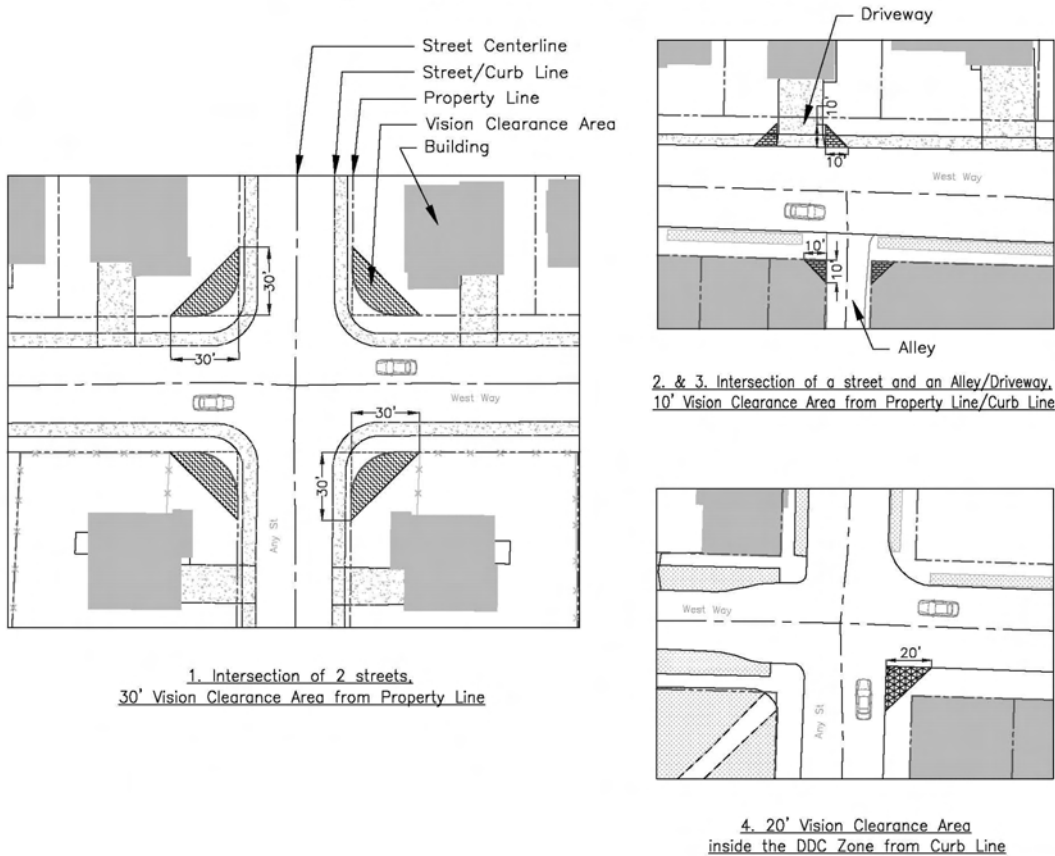 Street Centerline
Street/Curb Line
Property Line
Vision Clearance Area
Building
30'
30'
West Way
30'
30'
Any St
1. Intersection of 2 streets,
30' Vision Clearance Area from Property Line
Driveway
10'
10'
West Way
10'
10'
Alley
2. & 3. Intersection of a street and an Alley/Driveway,
10' Vision Clearance Area from Property Line/Curb Line
West Way
20'
Any St
4. 20' Vision Clearance Area
inside the DDC Zone from Curb Line